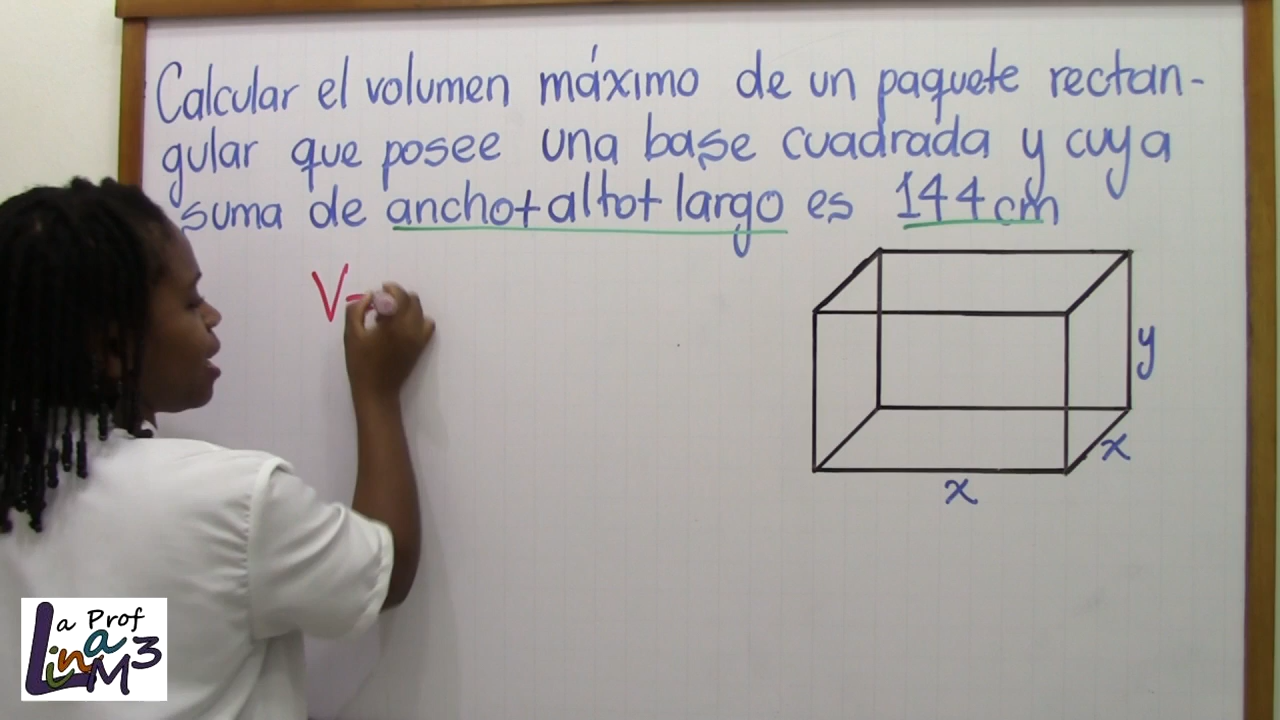 Calcular el volumen máximo de un paquete rectan-
gular que posee una base cuadrada y cuya
suma de ancho+alto+largo es 144cm
V=
y
x
x
La Prof
Lina M3